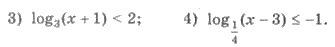 3) log₃(x + 1) < 2; 4) log_{1/4}(x − 3) ≤ −1.